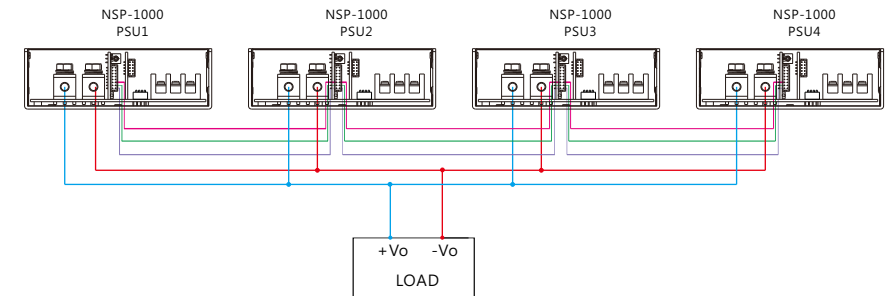 NSP-1000
PSU1
NSP-1000
PSU2
NSP-1000
PSU3
NSP-1000
PSU4
+Vo -Vo
LOAD